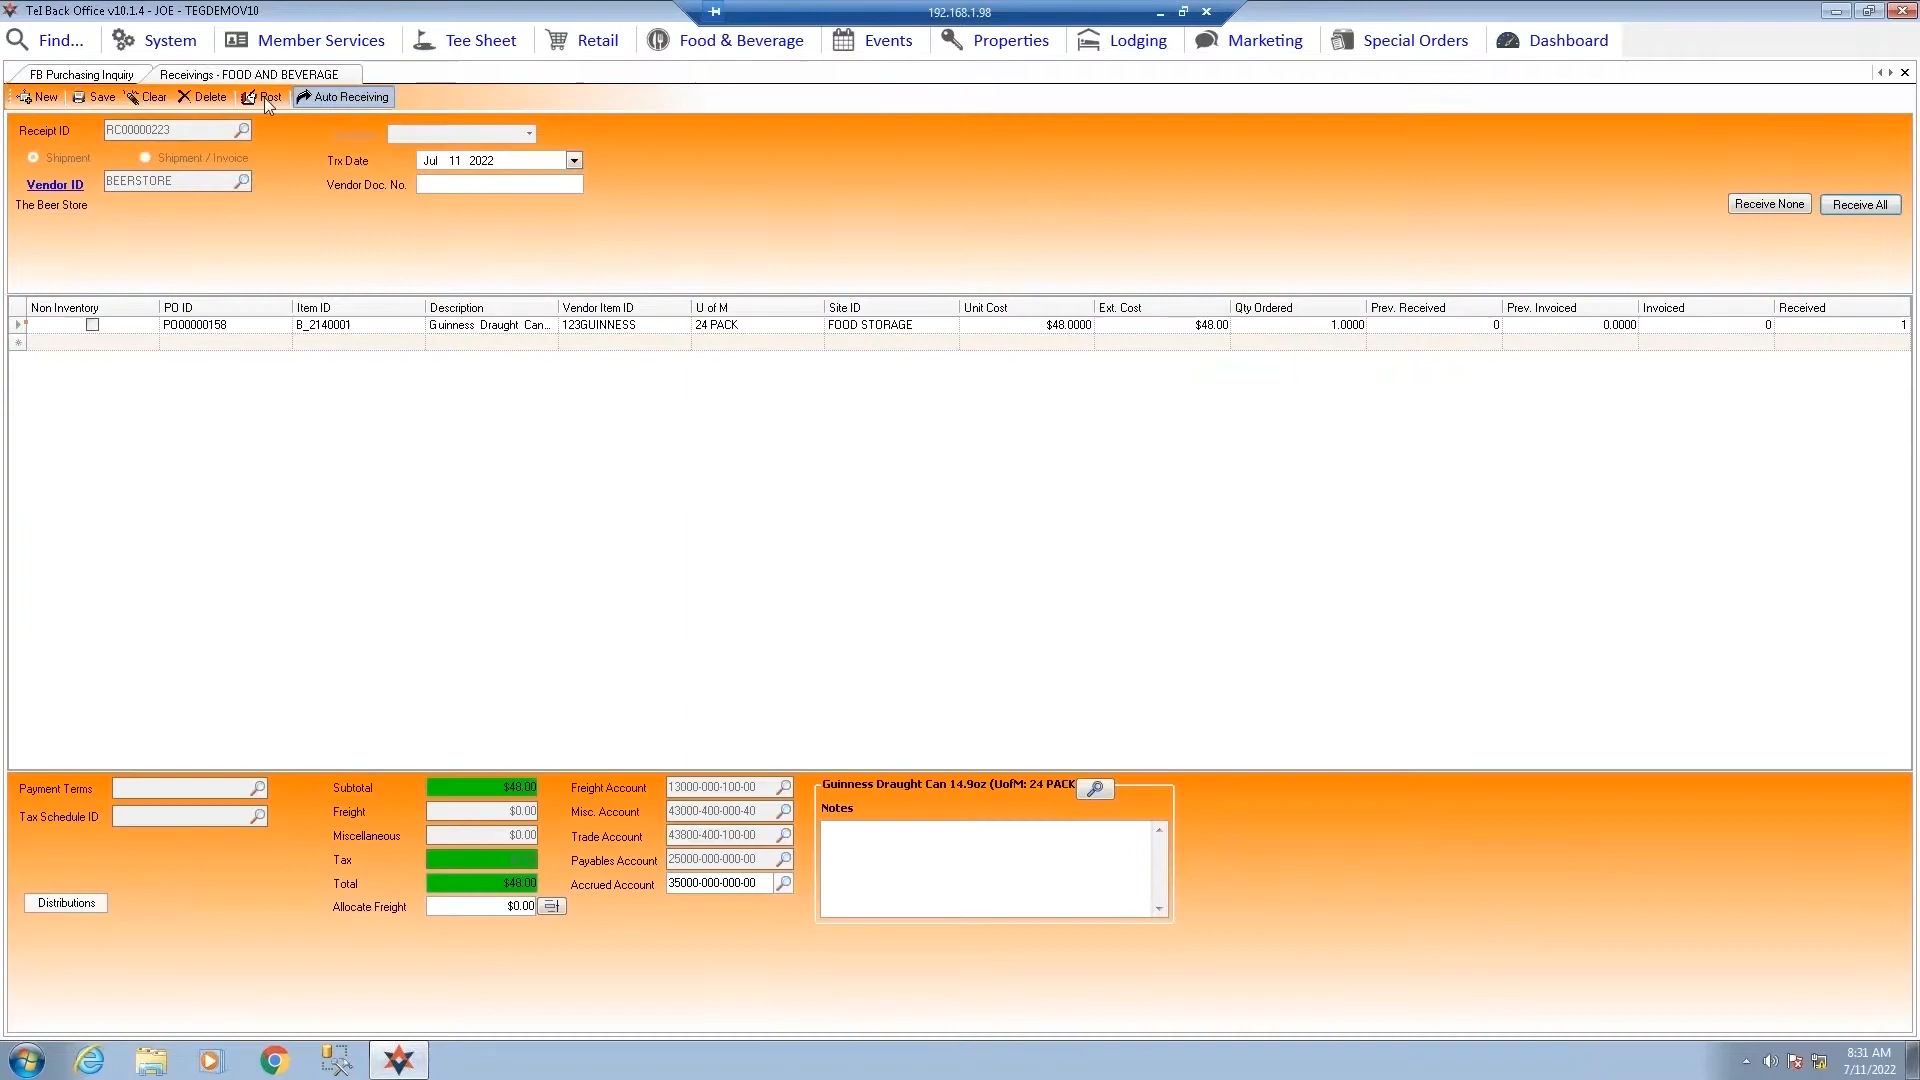 TeI Back Office v10.1.4 - JOE - TEGDEMOV10
192.168.1.98
Find... System Member Services Tee Sheet Retail Food & Beverage Events Properties Lodging Marketing Special Orders Dashboard
FB Purchasing Inquiry Receivings - FOOD AND BEVERAGE
New Save Clear Delete Post Auto Receiving
Receipt ID RC00000223
Trx Date Jul 11 2022
Shipment Shipment / Invoice
Vendor ID BEERSTORE Vendor Doc. No.
The Beer Store
Receive None Receive All
Non Inventory PO ID Item ID Description Vendor Item ID U of M Site ID Unit Cost Ext. Cost Qty Ordered Prev. Received Prev. Invoiced Invoiced Received
PO00000158 B_2140001 Guinness Draught Can... 123GUINNESS 24 PACK FOOD STORAGE $48.0000 $48.00 1.0000 0 0.0000 0 1
Payment Terms Subtotal $48.00 Freight Account 13000-000-100-00 Guinness Draught Can 14.9oz (UofM: 24 PACK
Tax Schedule ID Freight $0.00 Misc. Account 43000-400-000-40 Notes
Miscellaneous $0.00 Trade Account 43800-400-100-00
Tax Payables Account 25000-000-000-00
Total $48.00 Accrued Account 35000-000-000-00
Distributions Allocate Freight $0.00
8:31 AM
7/11/2022